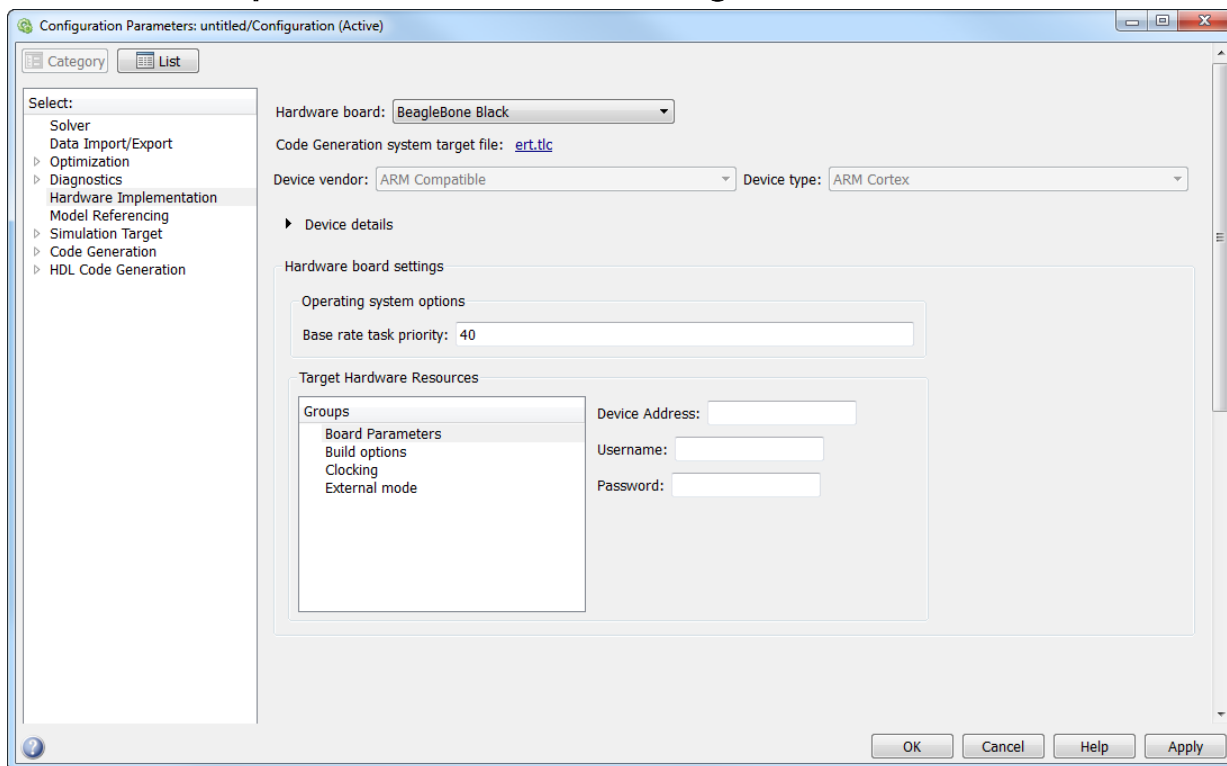 Configuration Parameters: untitled/Configuration (Active)
Category List
Select:
Solver
Data Import/Export
Optimization
Diagnostics
Hardware Implementation
Model Referencing
Simulation Target
Code Generation
HDL Code Generation
Hardware board: BeagleBone Black
Code Generation system target file: ert.tlc
Device vendor: ARM Compatible Device type: ARM Cortex
Device details
Hardware board settings
Operating system options
Base rate task priority: 40
Target Hardware Resources
Groups
Board Parameters
Build options
Clocking
External mode
Device Address:
Username:
Password:
OK Cancel Help Apply